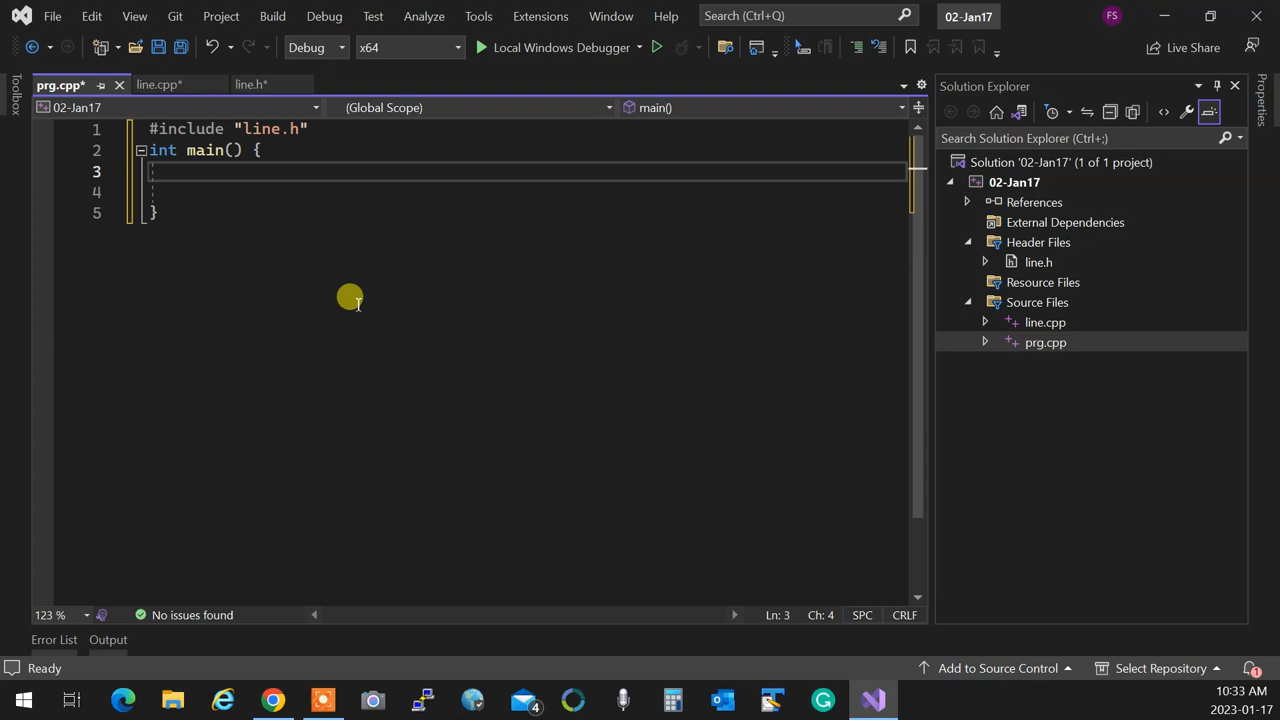 File Edit View Git Project Build Debug Test Analyze Tools Extensions Window Help Search (Ctrl+Q) 02-Jan17 FS
Debug x64 Local Windows Debugger Live Share
Toolbox
prg.cpp* line.cpp* line.h*
02-Jan17 (Global Scope) main()
1 #include "line.h"
2 int main() {
3
4
5 }
123 % No issues found Ln: 3 Ch: 4 SPC CRLF
Solution Explorer
Search Solution Explorer (Ctrl+;)
Solution '02-Jan17' (1 of 1 project)
02-Jan17
References
External Dependencies
Header Files
line.h
Resource Files
Source Files
line.cpp
prg.cpp
Properties
Error List Output
Ready Add to Source Control Select Repository 1
4
10:33 AM
2023-01-17